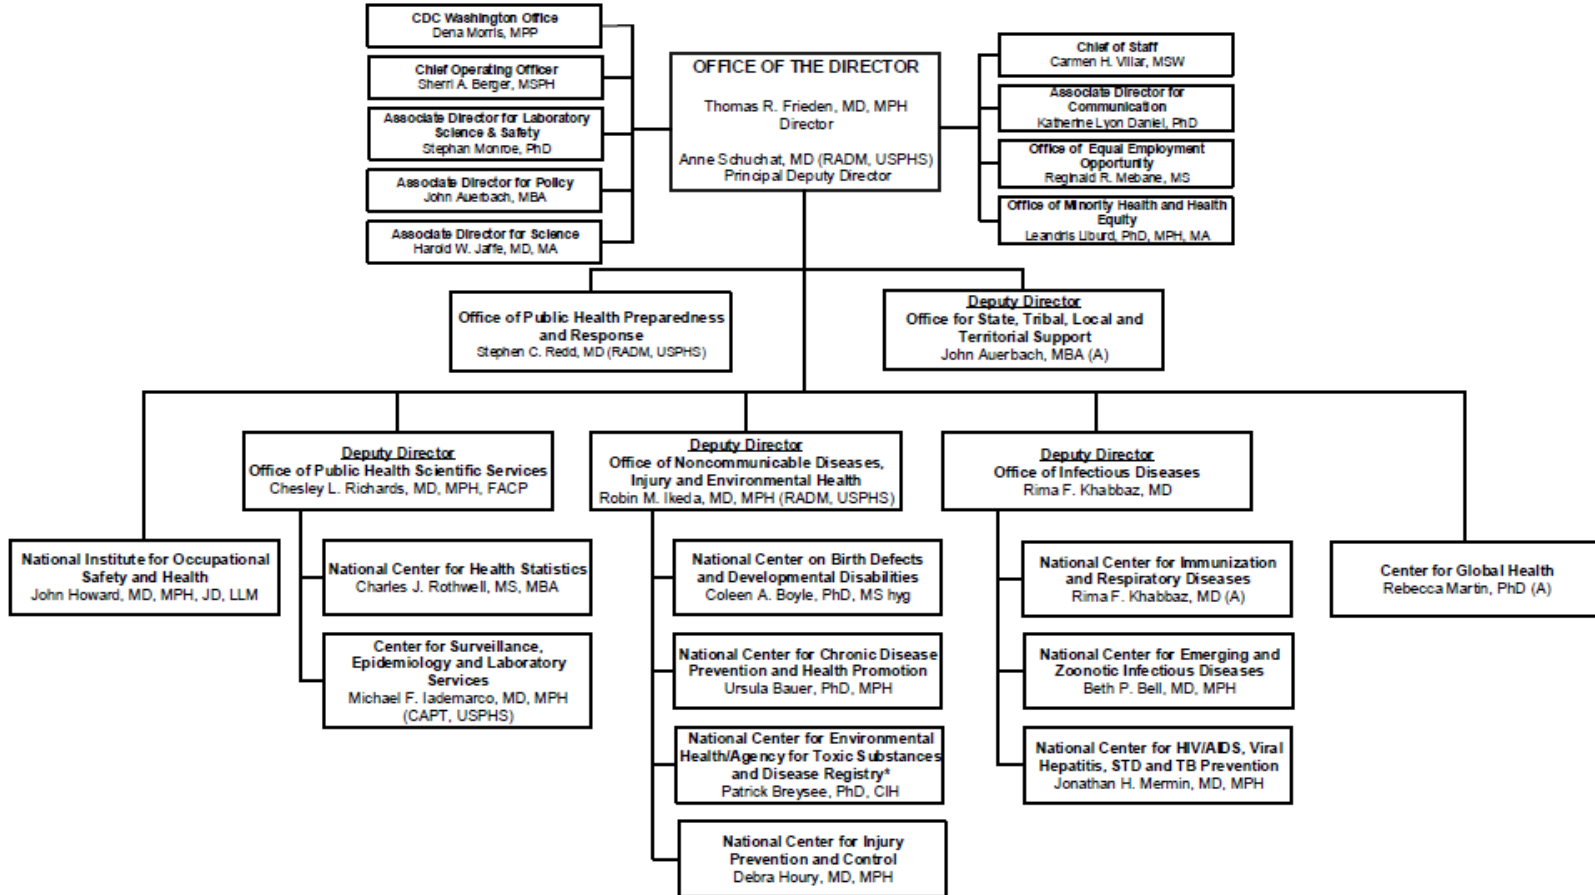 CDC Washington Office
Dena Morris, MPP
Chief Operating Officer
Sherri A. Berger, MSPH
Associate Director for Laboratory
Science & Safety
Stephan Monroe, PhD
Associate Director for Policy
John Auerbach, MBA
Associate Director for Science
Harold W. Jaffe, MD, MA
OFFICE OF THE DIRECTOR
Thomas R. Frieden, MD, MPH
Director
Anne Schuchat, MD (RADM, USPHS)
Principal Deputy Director
Chief of Staff
Carmen H. Villar, MSW
Associate Director for
Communication
Katherine Lyon Daniel, PhD
Office of Equal Employment
Opportunity
Reginald R. Mebane, MS
Office of Minority Health and Health
Equity
Leandris Liburd, PhD, MPH, MA
Office of Public Health Preparedness
and Response
Stephen C. Redd, MD (RADM, USPHS)
Deputy Director
Office for State, Tribal, Local and
Territorial Support
John Auerbach, MBA (A)
Deputy Director
Office of Public Health Scientific Services
Chesley L. Richards, MD, MPH, FACP
Deputy Director
Office of Noncommunicable Diseases,
Injury and Environmental Health
Robin M. Ikeda, MD, MPH (RADM, USPHS)
Deputy Director
Office of Infectious Diseases
Rima F. Khabbaz, MD
National Institute for Occupational
Safety and Health
John Howard, MD, MPH, JD, LLM
National Center for Health Statistics
Charles J. Rothwell, MS, MBA
Center for Surveillance,
Epidemiology and Laboratory
Services
Michael F. Iademarco, MD, MPH
(CAPT, USPHS)
National Center on Birth Defects
and Developmental Disabilities
Coleen A. Boyle, PhD, MS hyg
National Center for Chronic Disease
Prevention and Health Promotion
Ursula Bauer, PhD, MPH
National Center for Environmental
Health/Agency for Toxic Substances
and Disease Registry*
Patrick Breysee, PhD, CIH
National Center for Injury
Prevention and Control
Debra Houry, MD, MPH
National Center for Immunization
and Respiratory Diseases
Rima F. Khabbaz, MD (A)
National Center for Emerging and
Zoonotic Infectious Diseases
Beth P. Bell, MD, MPH
National Center for HIV/AIDS, Viral
Hepatitis, STD and TB Prevention
Jonathan H. Mermin, MD, MPH
Center for Global Health
Rebecca Martin, PhD (A)